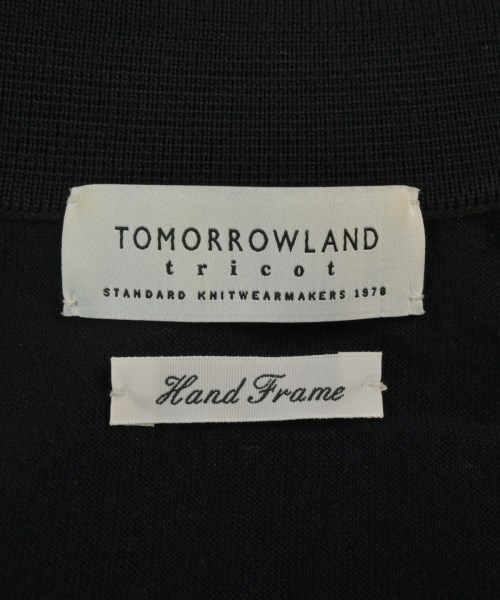 TOMORROWLAND
tricot
STANDARD KNITWEARMAKERS 1978
Hand Frame